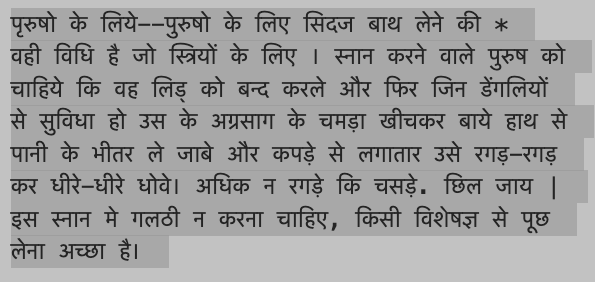 पृरुषो के लिये––पुरुषो के लिए सिदज बाथ लेने की *
वही विधि है जो स्त्रियों के लिए । स्नान करने वाले पुरुष को
चाहिये कि वह लिड् को बन्द करले और फिर जिन डेंगलियों
से सुविधा हो उस के अग्रसाग के चमड़ा खीचकर बाये हाथ से
पानी के भीतर ले जाबे और कपड़े से लगातार उसे रगड़–रगड़
कर धीरे–धीरे धोवे। अधिक न रगड़े कि चसड़े. छिल जाय |
इस स्नान मे गलठी न करना चाहिए, किसी विशेषज्ञ से पूछ
लेना अच्छा है।